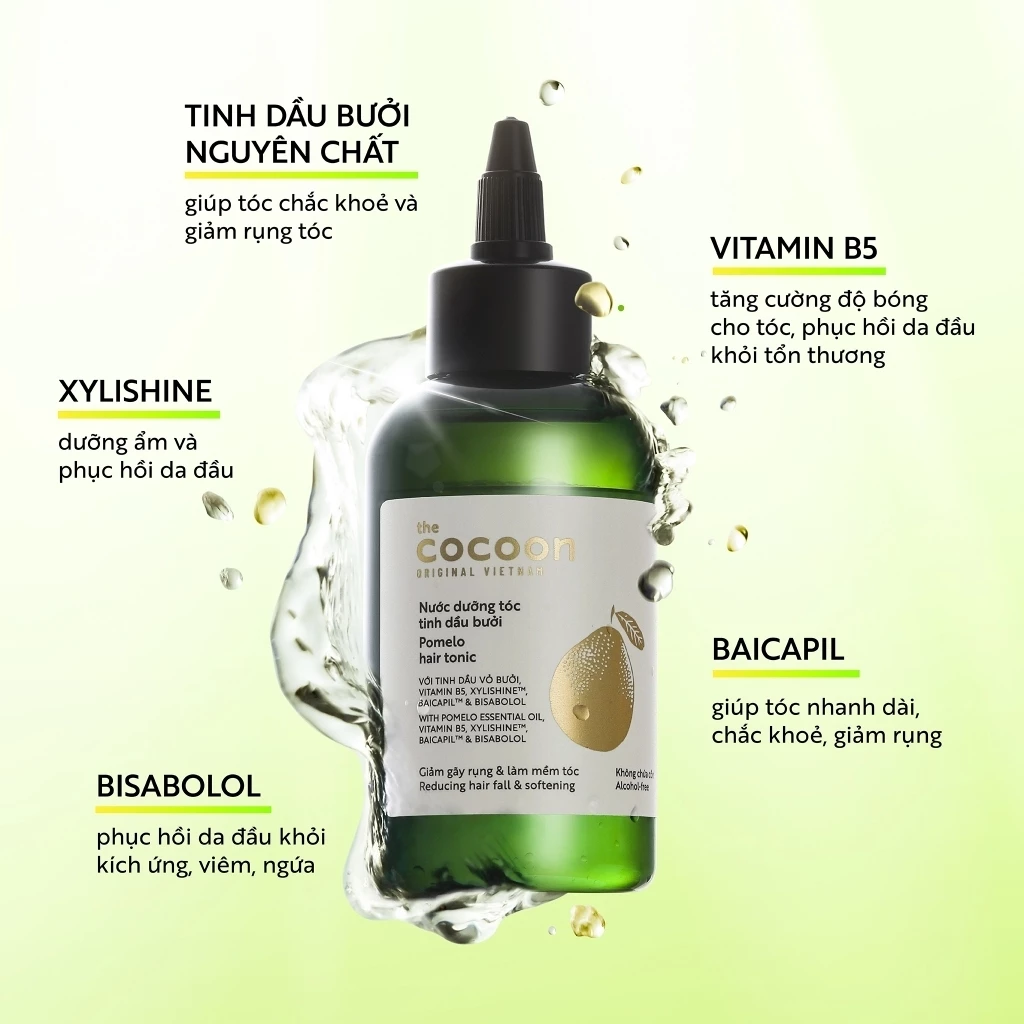 TINH DẦU BƯỞI
NGUYÊN CHẤT
giúp tóc chắc khoẻ và
giảm rụng tóc
VITAMIN B5
tăng cường độ bóng
cho tóc, phục hồi da đầu
khỏi tổn thương
XYLISHINE
dưỡng ẩm và
phục hồi da đầu
the
cocoon
ORIGINAL VIETNAM
Nước dưỡng tóc
tinh dầu bưởi
Pomelo
hair tonic
VỚI TINH DẦU VỎ BƯỞI,
VITAMIN B5, XYLISHINE™,
BAICAPIL™ & BISABOLOL
WITH POMELO ESSENTIAL OIL,
VITAMIN B5, XYLISHINE™,
BAICAPIL™ & BISABOLOL
Giảm gãy rụng & làm mềm tóc
Reducing hair fall & softening
Không chứa
Alcohol-free
BAICAPIL
giúp tóc nhanh dài,
chắc khoẻ, giảm rụng
BISABOLOL
phục hồi da đầu khỏi
kích ứng, viêm, ngứa